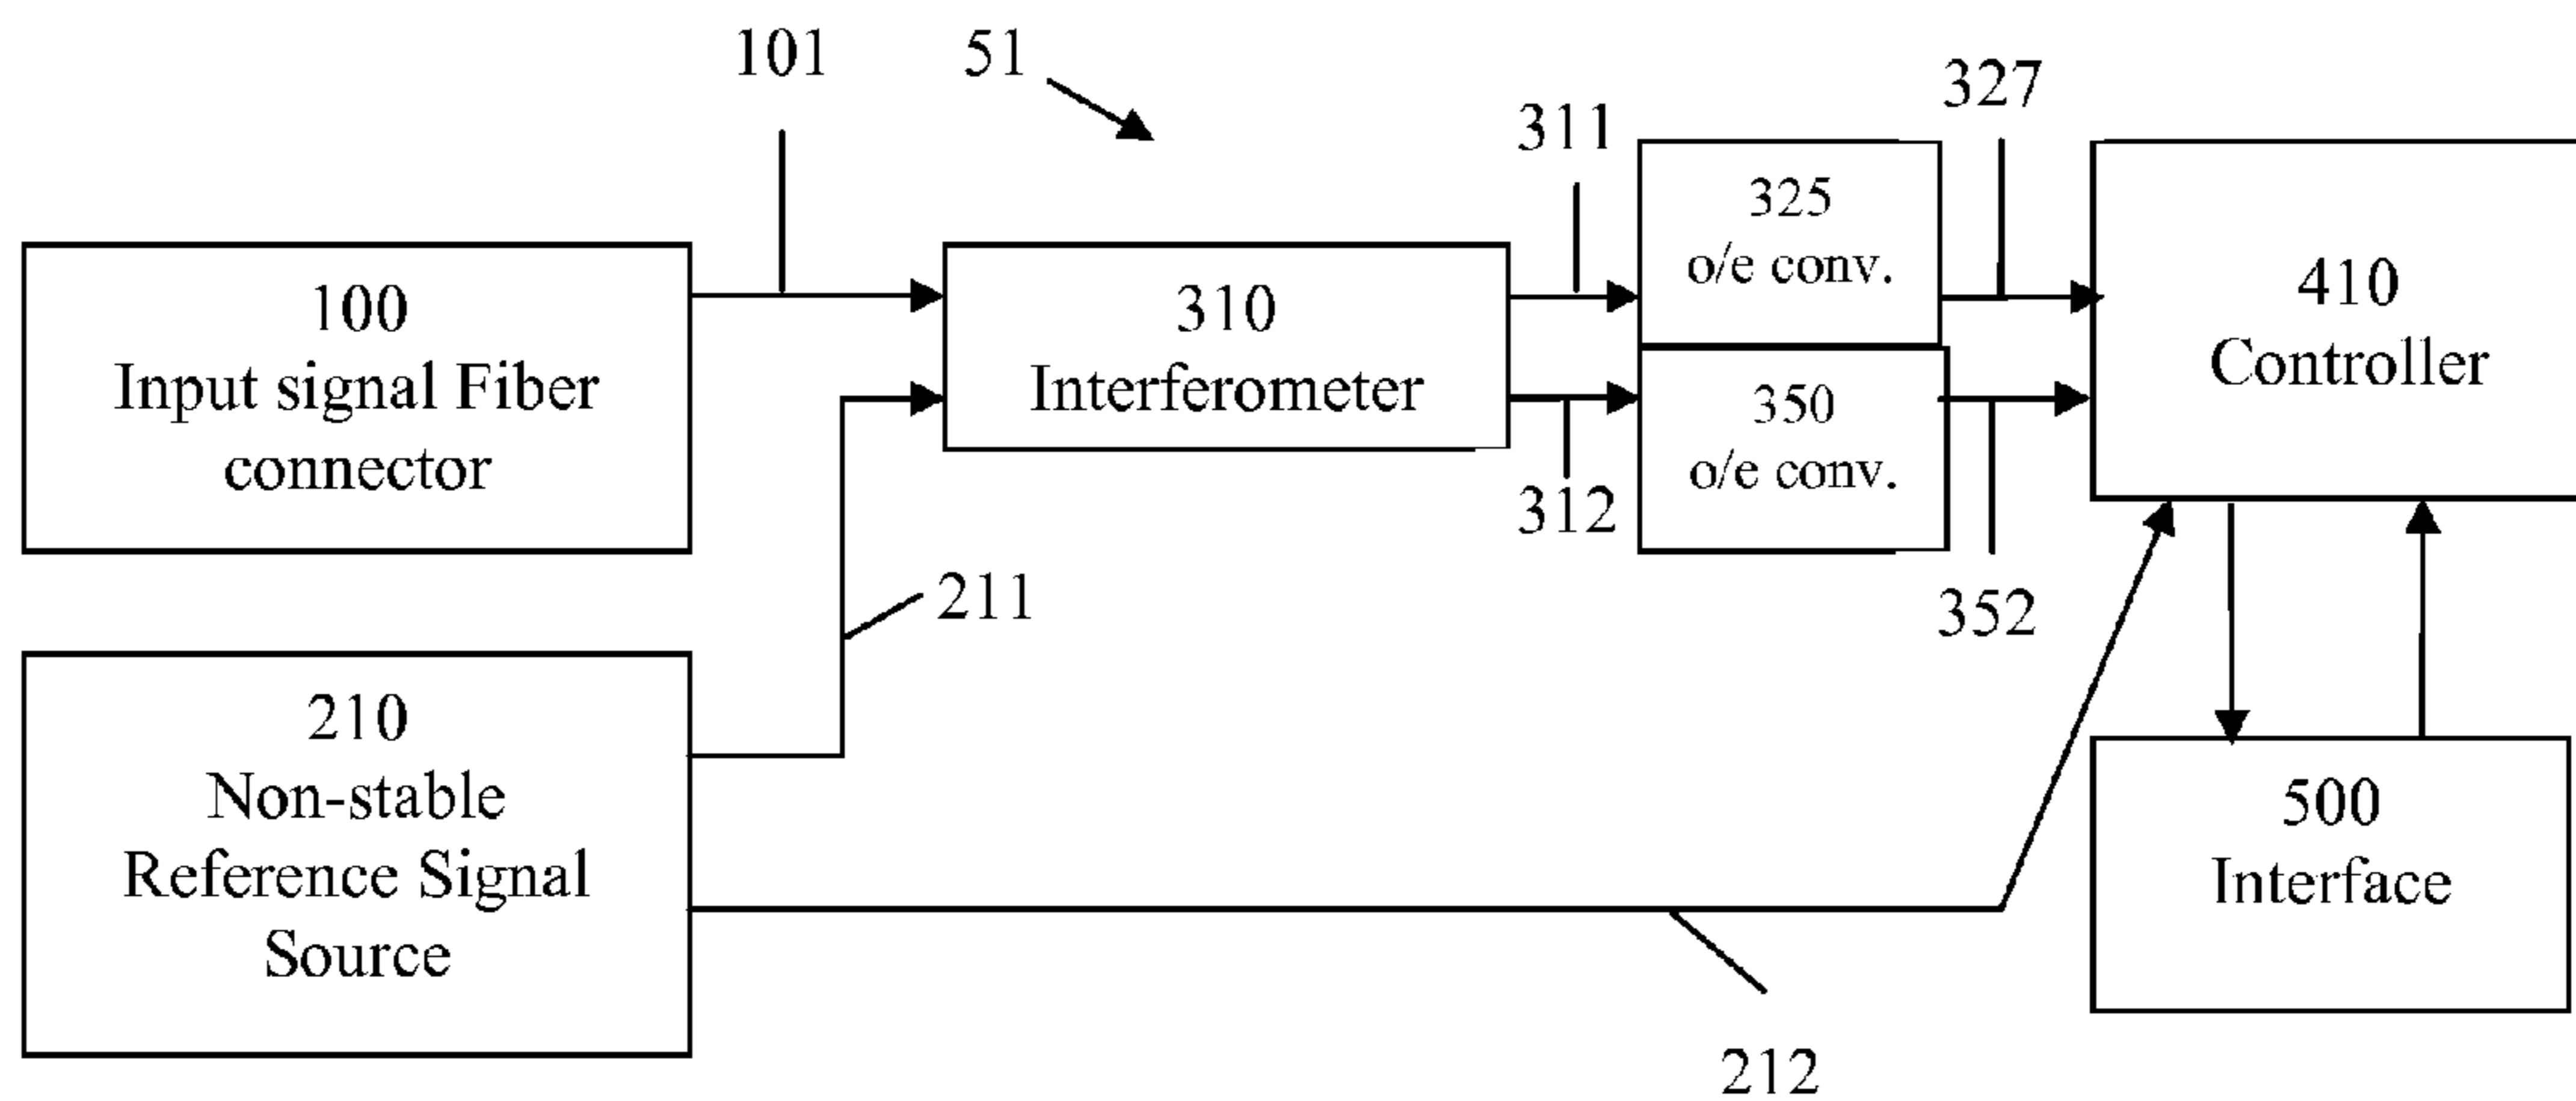 101
51
327
311
325
o/e conv.
100
Input signal Fiber
connector
310
Interferometer
410
Controller
350
o/e conv.
312
211
352
210
Non-stable
Reference Signal
Source
500
Interface
212